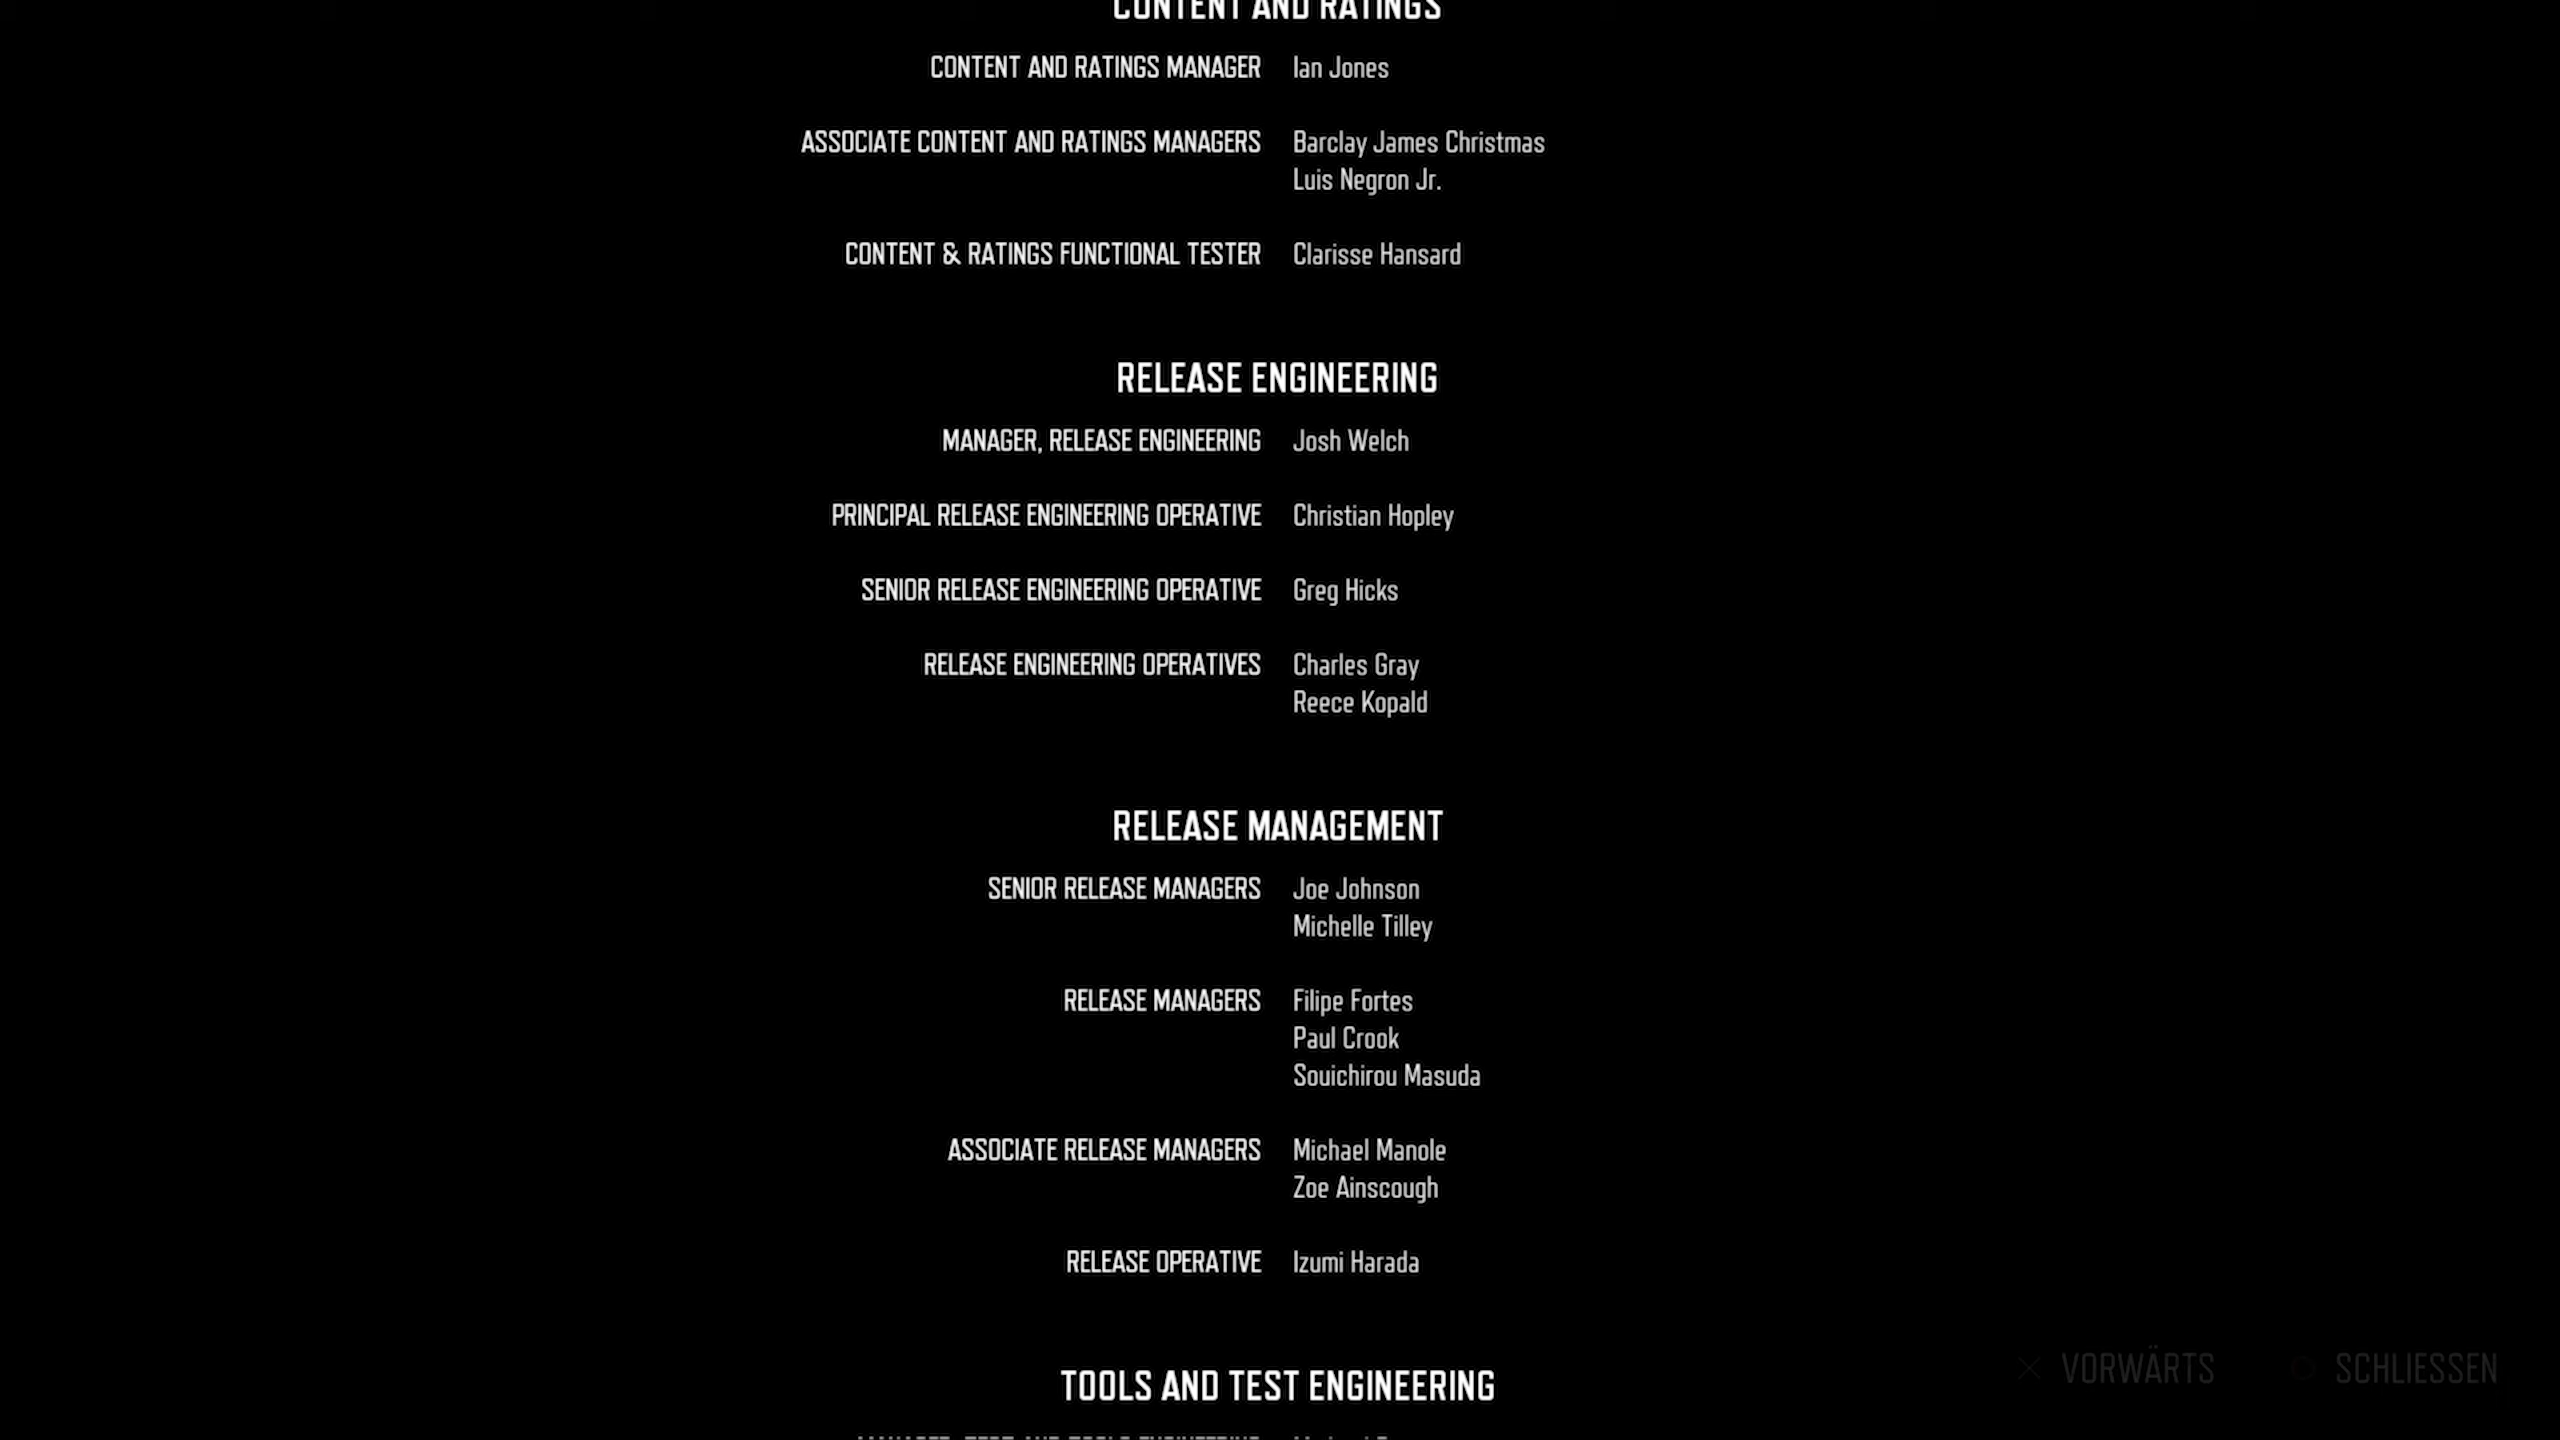 CONTENT AND RATINGS
CONTENT AND RATINGS MANAGER Ian Jones
ASSOCIATE CONTENT AND RATINGS MANAGERS Barclay James Christmas
Luis Negron Jr.
CONTENT & RATINGS FUNCTIONAL TESTER Clarisse Hansard
RELEASE ENGINEERING
MANAGER, RELEASE ENGINEERING Josh Welch
PRINCIPAL RELEASE ENGINEERING OPERATIVE Christian Hopley
SENIOR RELEASE ENGINEERING OPERATIVE Greg Hicks
RELEASE ENGINEERING OPERATIVES Charles Gray
Reece Kopald
RELEASE MANAGEMENT
SENIOR RELEASE MANAGERS Joe Johnson
Michelle Tilley
RELEASE MANAGERS Filipe Fortes
Paul Crook
Souichirou Masuda
ASSOCIATE RELEASE MANAGERS Michael Manole
Zoe Ainscough
RELEASE OPERATIVE Izumi Harada
VORWÄRTS SCHLIESSEN
TOOLS AND TEST ENGINEERING